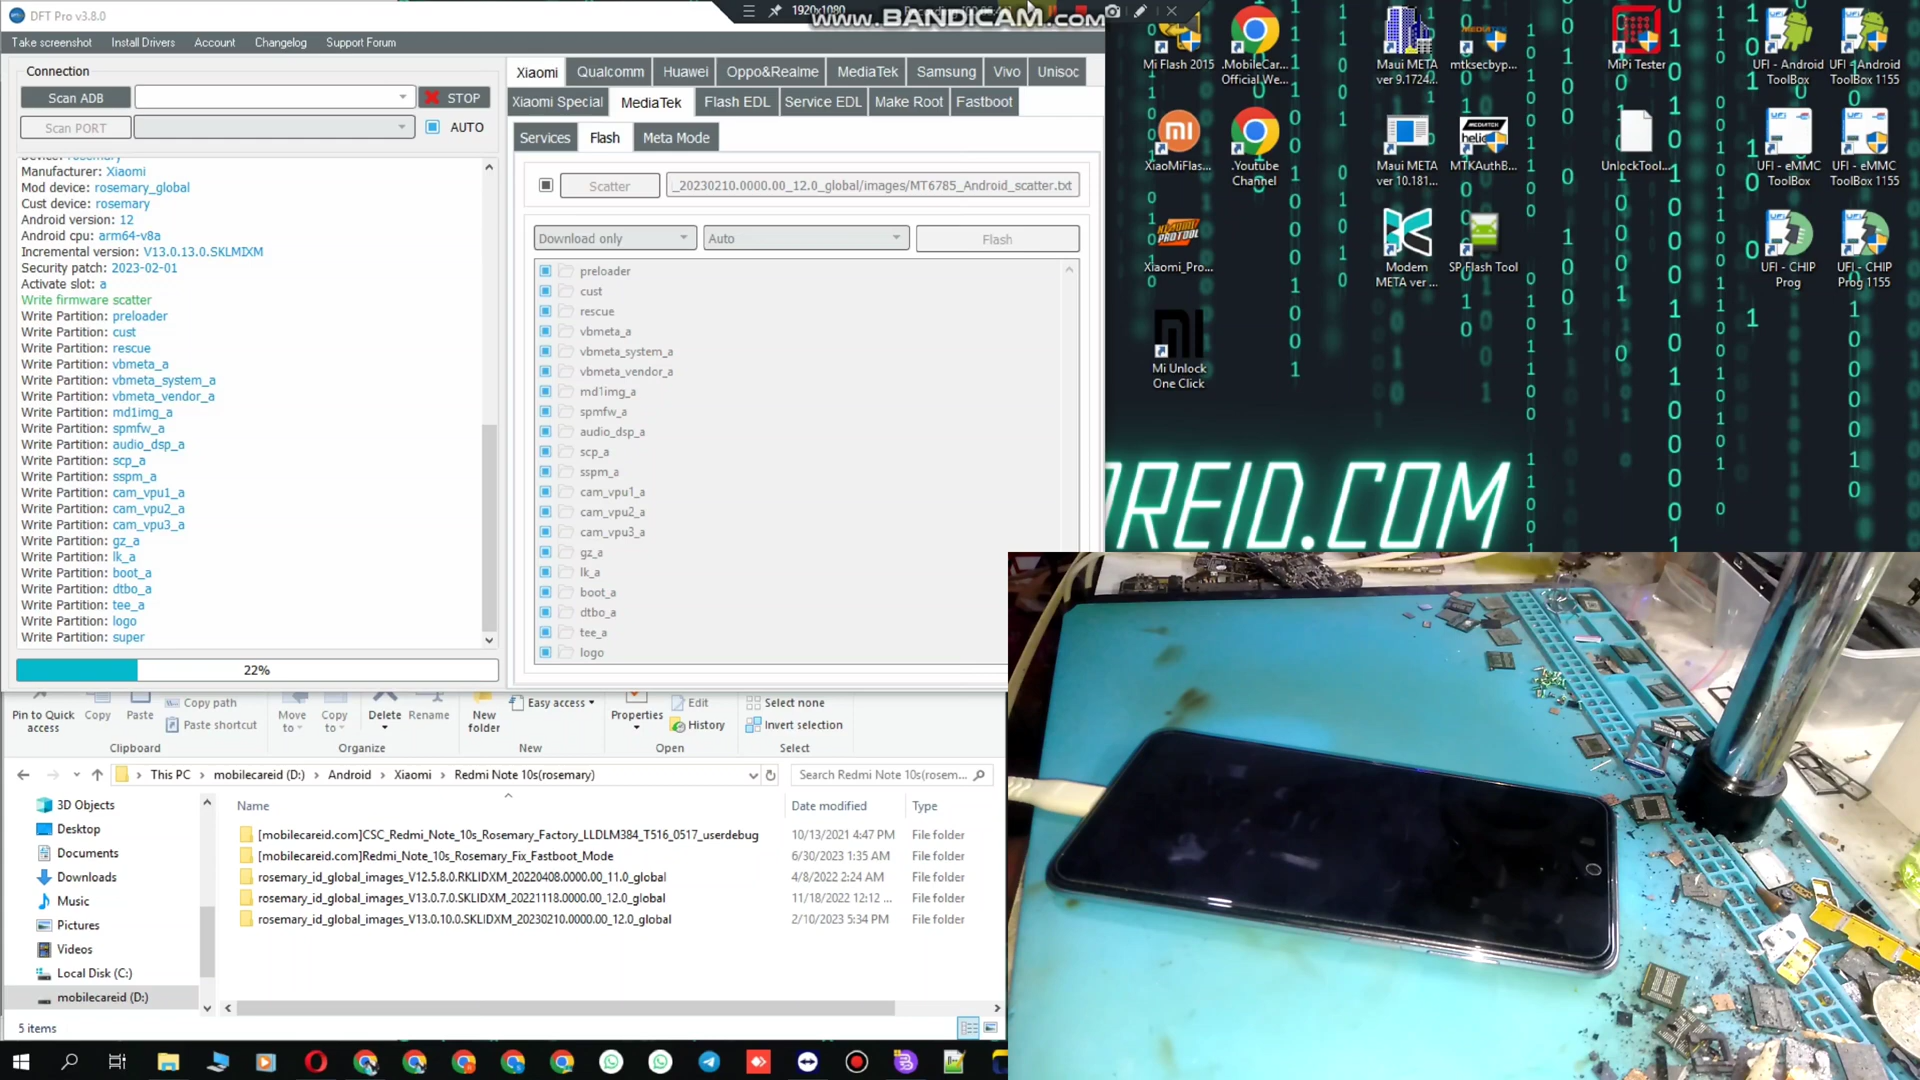 DFT Pro v3.8.0
1920x1080
www.BANDICAM.com
Take screenshot
Install Drivers
Account
Changelog
Support Forum
Connection
Scan ADB
STOP
Scan PORT
AUTO
Manufacturer: Xiaomi
Mod device: rosemary_global
Cust device: rosemary
Android version: 12
Android cpu: arm64-v8a
Incremental version: V13.0.13.0.SKLMIXM
Security patch: 2023-02-01
Activate slot: a
Write firmware scatter
Write Partition: preloader
Write Partition: cust
Write Partition: rescue
Write Partition: vbmeta_a
Write Partition: vbmeta_system_a
Write Partition: vbmeta_vendor_a
Write Partition: md1img_a
Write Partition: spmfw_a
Write Partition: audio_dsp_a
Write Partition: scp_a
Write Partition: sspm_a
Write Partition: cam_vpu1_a
Write Partition: cam_vpu2_a
Write Partition: cam_vpu3_a
Write Partition: gz_a
Write Partition: lk_a
Write Partition: boot_a
Write Partition: dtbo_a
Write Partition: tee_a
Write Partition: logo
Write Partition: super
22%
Xiaomi
Qualcomm
Huawei
Oppo&Realme
MediaTek
Samsung
Vivo
Unisoc
Xiaomi Special
MediaTek
Flash EDL
Service EDL
Make Root
Fastboot
Services
Flash
Meta Mode
Scatter
_20230210.0000.00_12.0_global/images/MT6785_Android_scatter.txt
Download only
Auto
Flash
preloader
cust
rescue
vbmeta_a
vbmeta_system_a
vbmeta_vendor_a
md1img_a
spmfw_a
audio_dsp_a
scp_a
sspm_a
cam_vpu1_a
cam_vpu2_a
cam_vpu3_a
gz_a
lk_a
boot_a
dtbo_a
tee_a
logo
Mi Flash 2015
.MobileCar...
Official We...
Maui META
ver 9.1724...
mtksecbyp...
MiPi Tester
UFI - Android
ToolBox
UFI - Android
ToolBox 1155
XiaoMiFlas...
.Youtube
Channel
Maui META
ver 10.181...
MTKAuthB...
UnlockTool...
UFI - eMMC
ToolBox
UFI - eMMC
ToolBox 1155
Xiaomi_Pro...
Modem
META ver ...
SP Flash Tool
UFI - CHIP
Prog
UFI - CHIP
Prog 1155
Mi Unlock
One Click
REID.COM
Pin to Quick
access
Copy
Paste
Copy path
Paste shortcut
Clipboard
Move
to
Copy
to
Delete
Rename
Organize
New
folder
Easy access
New
Properties
Edit
History
Open
Select none
Invert selection
Select
This PC
mobilecareid (D:)
Android
Xiaomi
Redmi Note 10s(rosemary)
Search Redmi Note 10s(rosem...
3D Objects
Desktop
Documents
Downloads
Music
Pictures
Videos
Local Disk (C:)
mobilecareid (D:)
Name
Date modified
Type
[mobilecareid.com]CSC_Redmi_Note_10s_Rosemary_Factory_LLDLM384_T516_0517_userdebug 10/13/2021 4:47 PM File folder
[mobilecareid.com]Redmi_Note_10s_Rosemary_Fix_Fastboot_Mode 6/30/2023 1:35 AM File folder
rosemary_id_global_images_V12.5.8.0.RKLIDXM_20220408.0000.00_11.0_global 4/8/2022 2:24 AM File folder
rosemary_id_global_images_V13.0.7.0.SKLIDXM_20221118.0000.00_12.0_global 11/18/2022 12:12 ... File folder
rosemary_id_global_images_V13.0.10.0.SKLIDXM_20230210.0000.00_12.0_global 2/10/2023 5:34 PM File folder
5 items